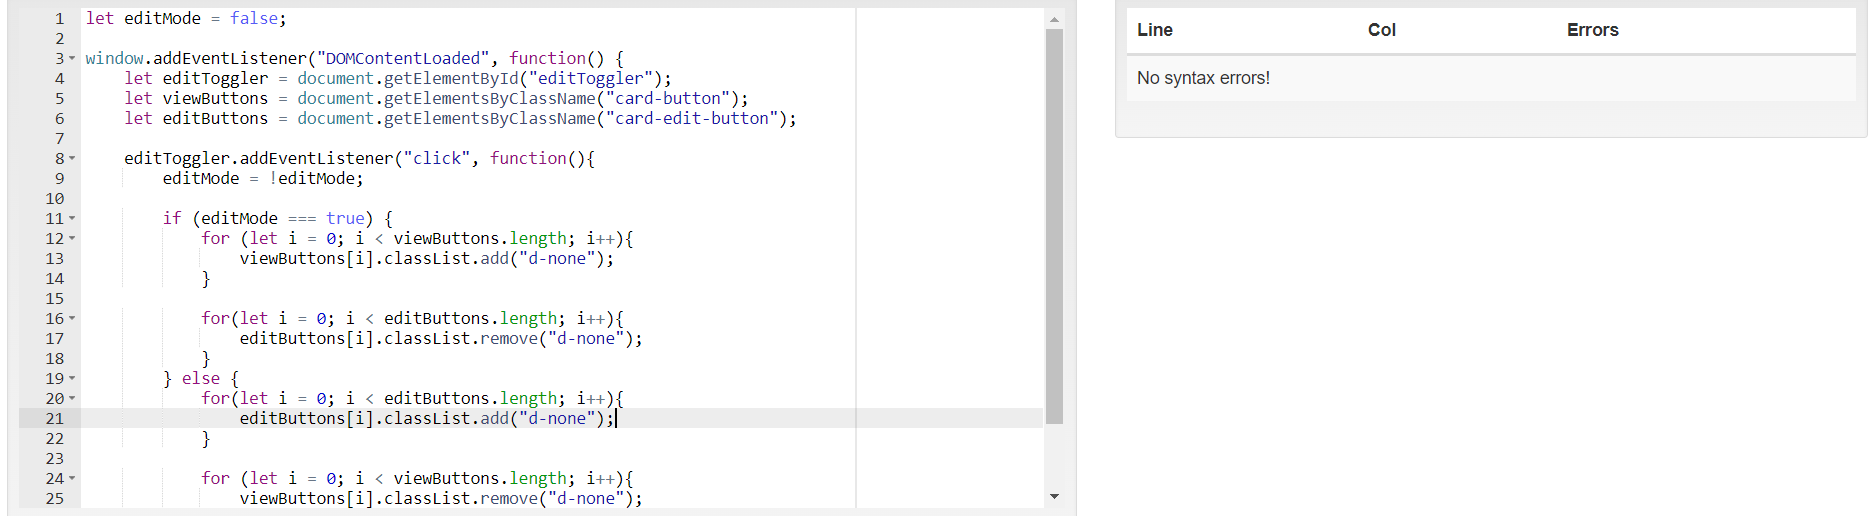 1 let editMode = false;
2
3 window.addEventListener("DOMContentLoaded", function() {
4 let editToggler = document.getElementById("editToggler");
5 let viewButtons = document.getElementsByClassName("card-button");
6 let editButtons = document.getElementsByClassName("card-edit-button");
7
8 editToggler.addEventListener("click", function(){
9 editMode = !editMode;
10
11 if (editMode === true) {
12 for (let i = 0; i < viewButtons.length; i++){
13 viewButtons[i].classList.add("d-none");
14 }
15
16 for(let i = 0; i < editButtons.length; i++){
17 editButtons[i].classList.remove("d-none");
18 }
19 } else {
20 for(let i = 0; i < editButtons.length; i++){
21 editButtons[i].classList.add("d-none");
22 }
23
24 for (let i = 0; i < viewButtons.length; i++){
25 viewButtons[i].classList.remove("d-none");
Line Col Errors
No syntax errors!